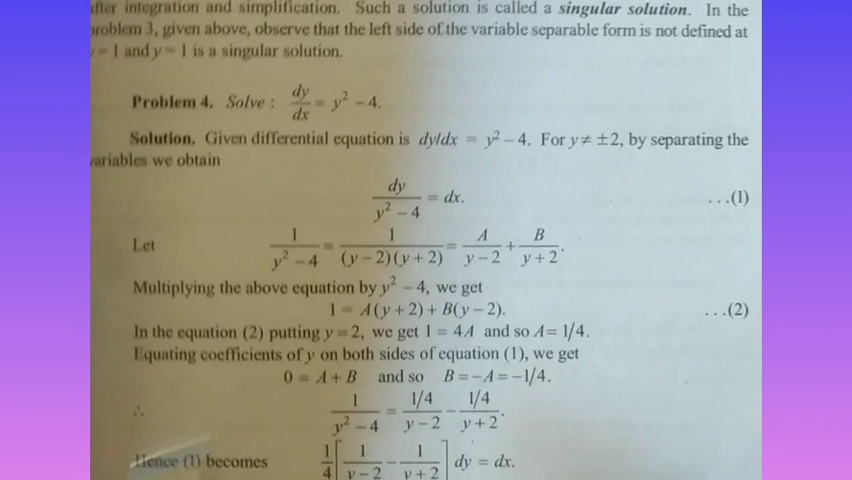 after integration and simplification. Such a solution is called a singular solution. In the
problem 3, given above, observe that the left side of the variable separable form is not defined at
y = 1 and y = 1 is a singular solution.
Problem 4. Solve : dy/dx = y² − 4.
Solution. Given differential equation is dy/dx = y² − 4. For y ≠ ±2, by separating the
variables we obtain
dy/(y² − 4) = dx. ...(1)
Let 1/(y² − 4) = 1/((y − 2)(y + 2)) = A/(y − 2) + B/(y + 2).
Multiplying the above equation by y² − 4, we get
1 = A(y + 2) + B(y − 2). ...(2)
In the equation (2) putting y = 2, we get 1 = 4A and so A = 1/4.
Equating coefficients of y on both sides of equation (1), we get
0 = A + B and so B = −A = −1/4.
∴ 1/(y² − 4) = (1/4)/(y − 2) − (1/4)/(y + 2).
Hence (1) becomes 1/4 [1/(y − 2) − 1/(y + 2)] dy = dx.